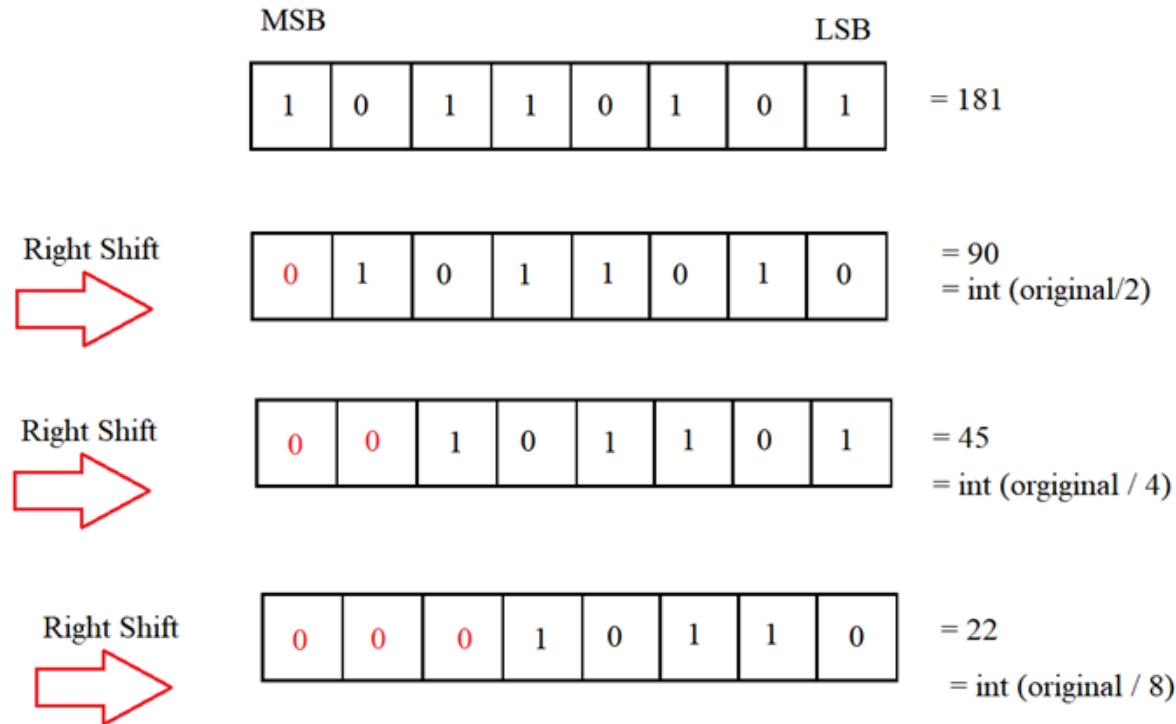 MSB LSB
1 0 1 1 0 1 0 1 = 181
Right Shift
0 1 0 1 1 0 1 0 = 90
= int (original/2)
Right Shift
0 0 1 0 1 1 0 1 = 45
= int (orgiginal / 4)
Right Shift
0 0 0 1 0 1 1 0 = 22
= int (original / 8)